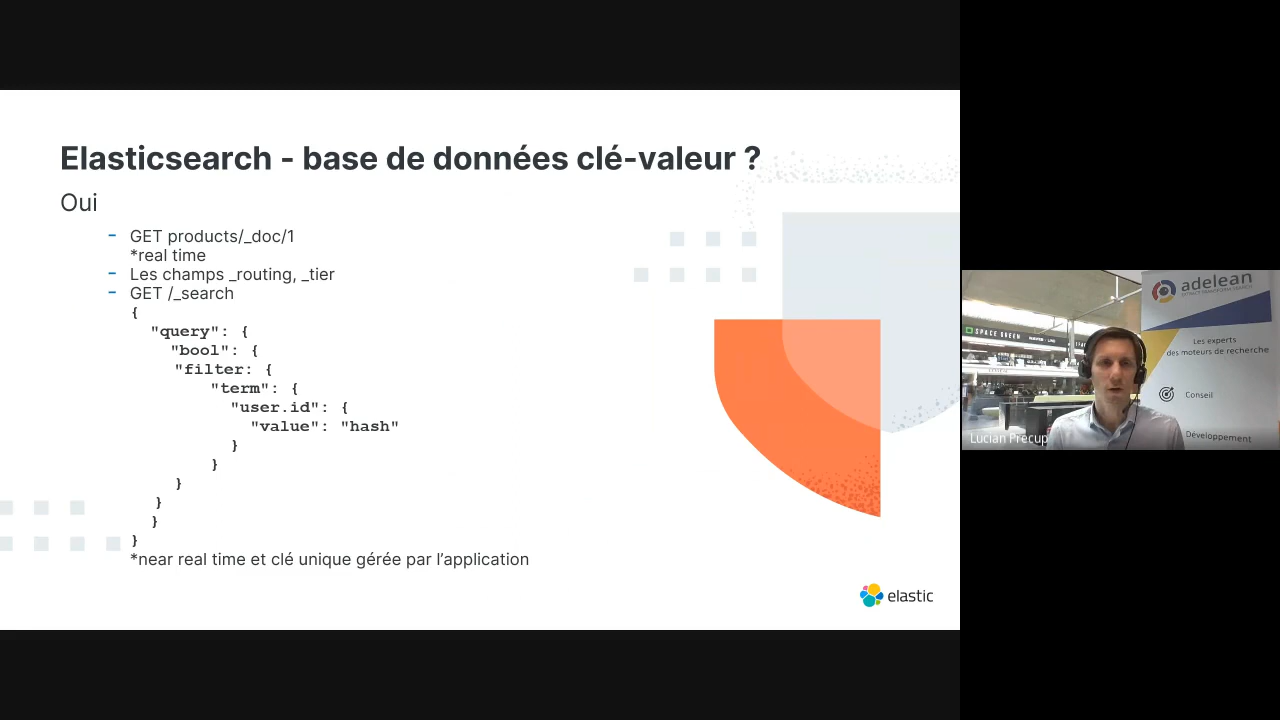 Elasticsearch - base de données clé-valeur ?
Oui
- GET products/_doc/1
*real time
- Les champs _routing, _tier
- GET /_search
{
"query": {
"bool": {
"filter: {
"term": {
"user.id": {
"value": "hash"
}
}
}
}
}
}
*near real time et clé unique gérée par l'application
elastic
SPACE GREEN
adelean
Les experts
des moteurs de recherche
Conseil
Développement
Lucian Precup